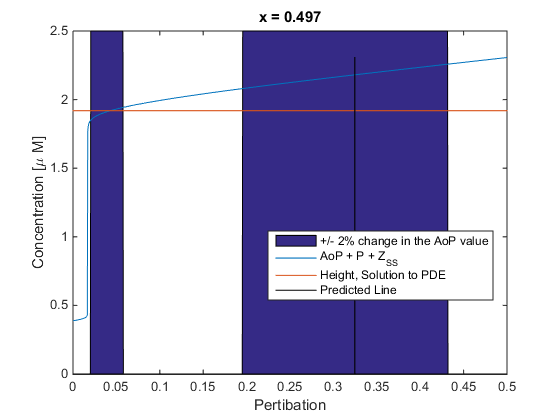 x = 0.497
Concentration [μ M]
2.5
2
1.5
1
0.5
0
+/- 2% change in the AoP value
AoP + P + Z_SS
Height, Solution to PDE
Predicted Line
0 0.05 0.1 0.15 0.2 0.25 0.3 0.35 0.4 0.45 0.5
Pertibation